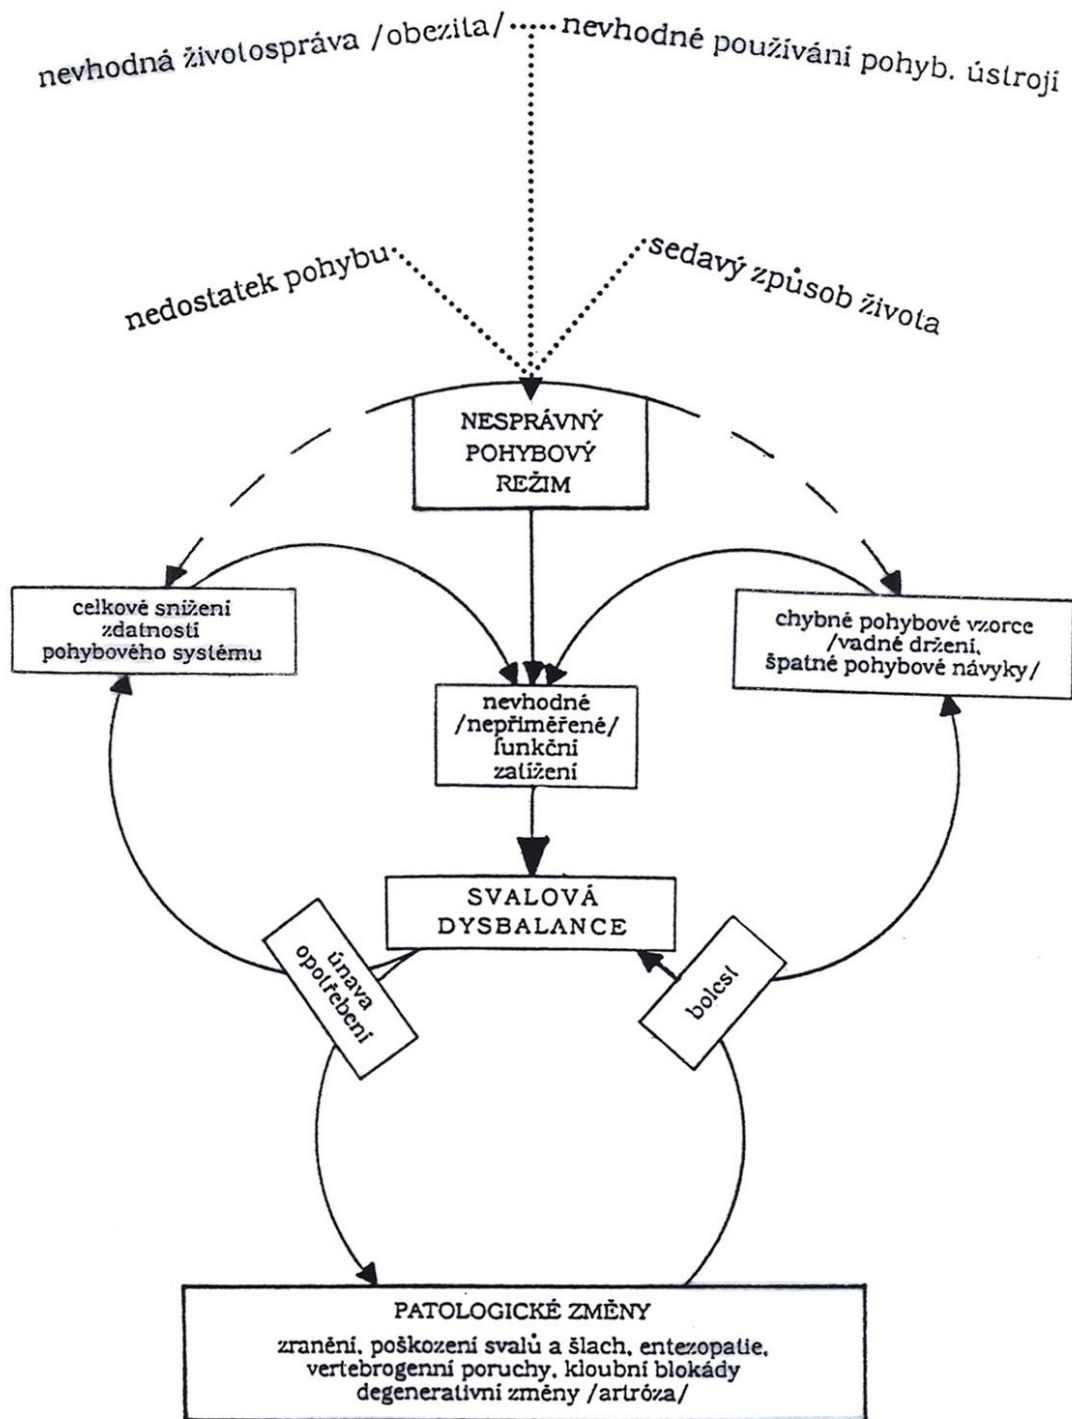 nevhodná životospráva /obezita/
nevhodné používání pohyb. ústrojí
nedostatek pohybu
sedavý způsob života
NESPRÁVNÝ
POHYBOVÝ
REŽIM
celkové snížení
zdatnosti
pohybového systému
chybné pohybové vzorce
/vadné držení,
špatné pohybové návyky/
nevhodné
/nepřiměřené/
funkční
zatížení
SVALOVÁ
DYSBALANCE
únava
opotřebení
bolest
PATOLOGICKÉ ZMĚNY
zranění, poškození svalů a šlach, entezopatie,
vertebrogenní poruchy, kloubní blokády
degenerativní změny /artróza/